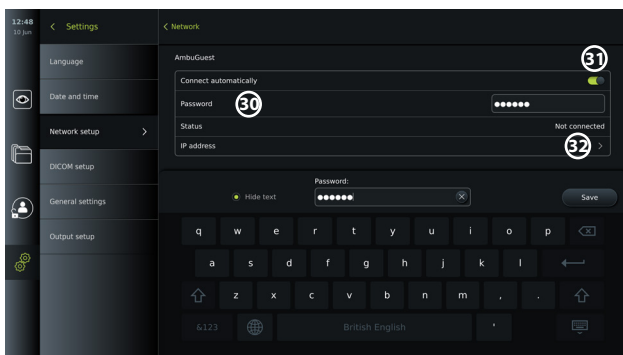 12:48
10 Jun
Settings
Network
Language
Date and time
Network setup
DICOM setup
General settings
Output setup
AmbuGuest
31
Connect automatically
Password
30
●●●●●●
Status
Not connected
IP address
32
Password:
Hide text
●●●●●●
Save
q w e r t y u i o p
a s d f g h j k l
z x c v b n m , .
&123
British English
'